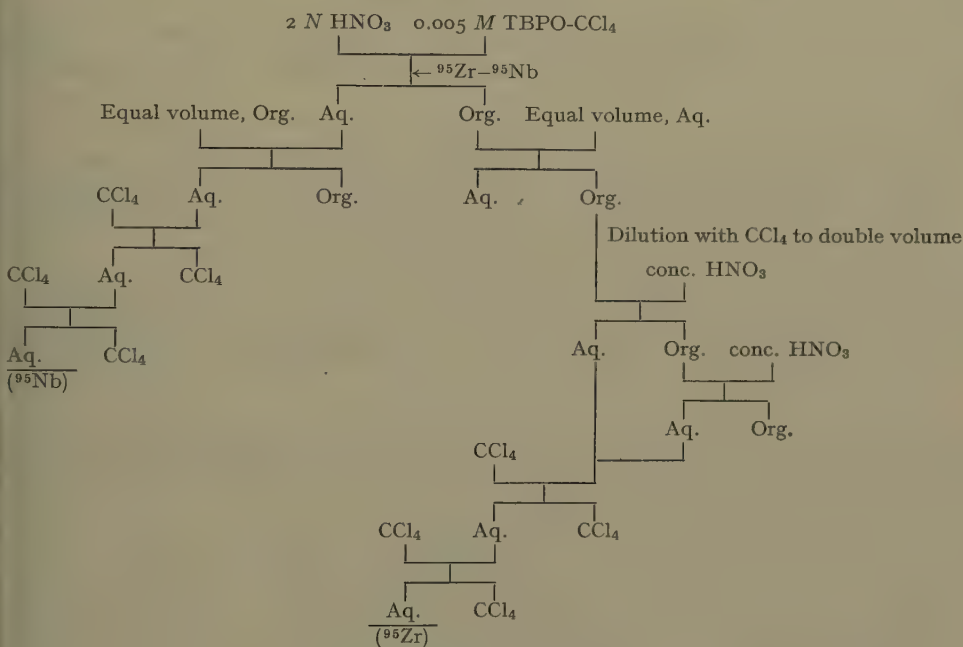 2 N HNO₃ 0.005 M TBPO-CCl₄
← ⁹⁵Zr–⁹⁵Nb
Equal volume, Org. Aq. Org. Equal volume, Aq.
CCl₄ Aq. Org. Aq. Org.
Dilution with CCl₄ to double volume
CCl₄ Aq. CCl₄ conc. HNO₃
Aq. CCl₄ Aq. Org. conc. HNO₃
(⁹⁵Nb)
Aq. Org.
CCl₄
CCl₄ Aq. CCl₄
Aq. CCl₄
(⁹⁵Zr)